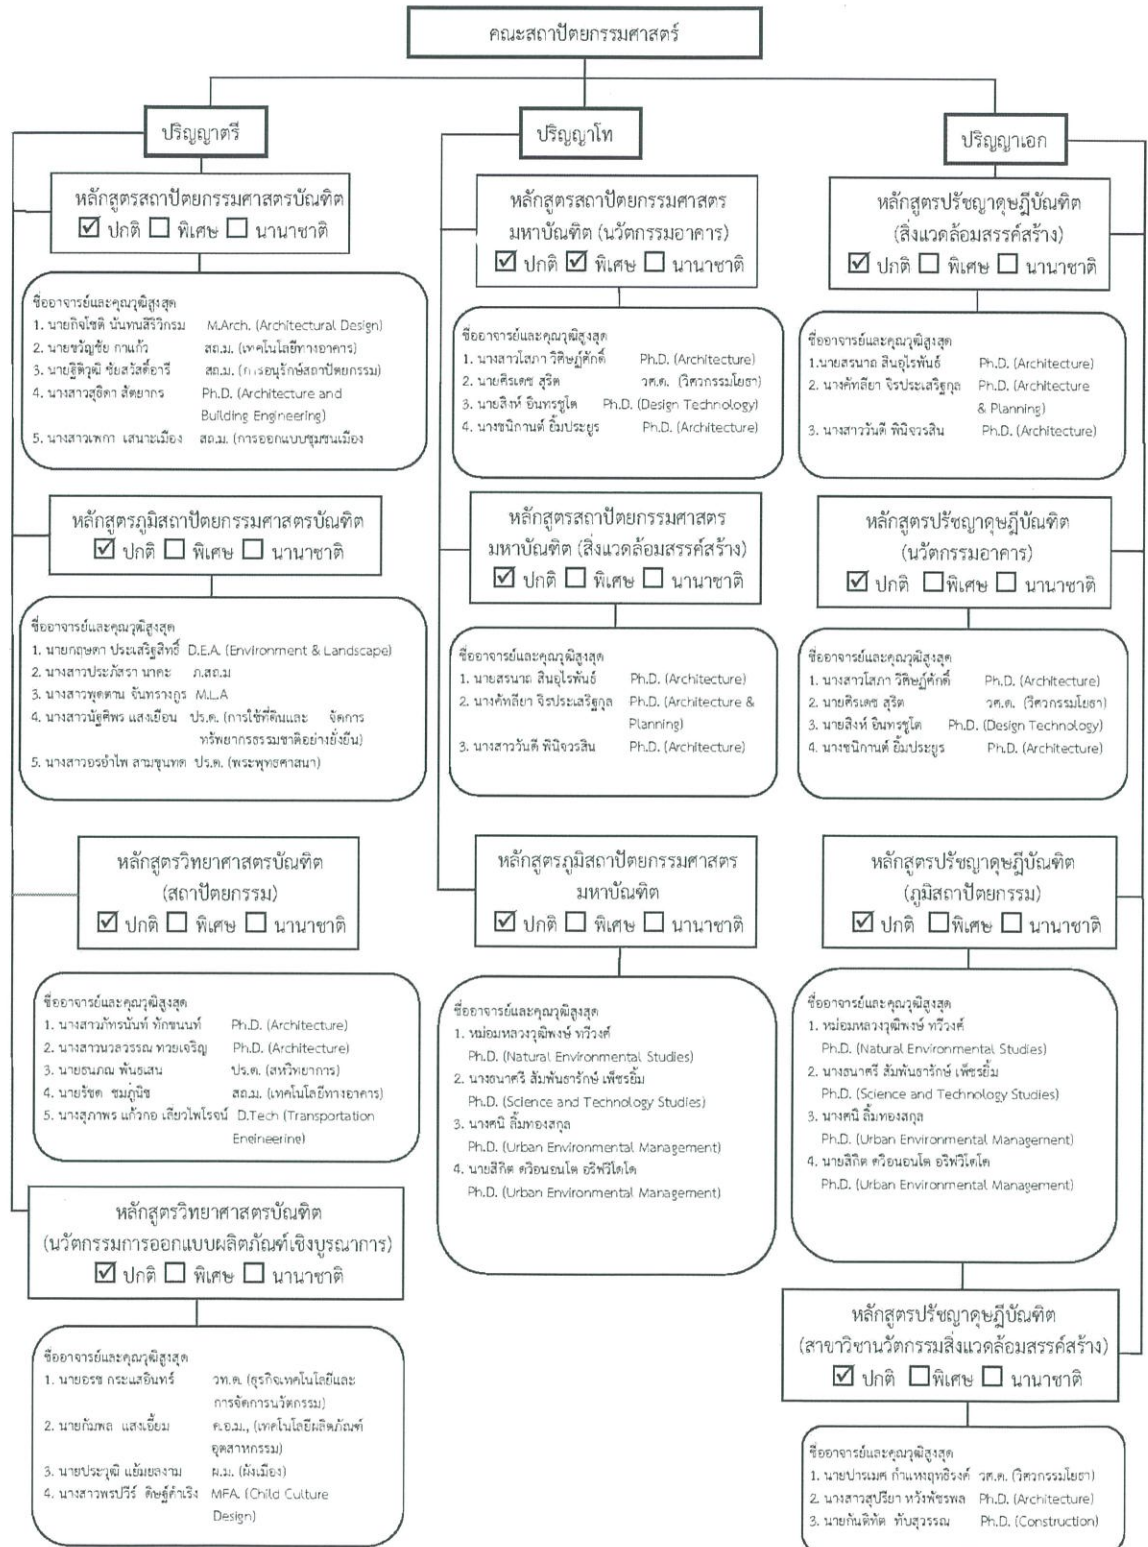 คณะสถาปัตยกรรมศาสตร์
ปริญญาตรี
หลักสูตรสถาปัตยกรรมศาสตรบัณฑิต
☑ ปกติ ☐ พิเศษ ☐ นานาชาติ
ชื่ออาจารย์และคุณวุฒิสูงสุด
1. นายกิจโชติ นันทนสิริวิกรม M.Arch. (Architectural Design)
2. นายขวัญชัย กาแก้ว สถ.ม. (เทคโนโลยีทางอาคาร)
3. นายฐิติวุฒิ ชัยสวัสดิ์อารี สถ.ม. (การอนุรักษ์สถาปัตยกรรม)
4. นางสาวสุธิดา สัตยากร Ph.D. (Architecture and
Building Engineering)
5. นางสาวเพกา เสนาะเมือง สถ.ม. (การออกแบบชุมชนเมือง
หลักสูตรภูมิสถาปัตยกรรมศาสตรบัณฑิต
☑ ปกติ ☐ พิเศษ ☐ นานาชาติ
ชื่ออาจารย์และคุณวุฒิสูงสุด
1. นายกฤษดา ประเสริฐสิทธิ์ D.E.A. (Environment & Landscape)
2. นางสาวประภัสรา นาคะ ภ.สถ.ม
3. นางสาวพุดตาน จันทรางกูร M.L.A
4. นางสาวนัฐศิพร แสงเยือน ปร.ด. (การใช้ที่ดินและ จัดการ
ทรัพยากรธรรมชาติอย่างยั่งยืน)
5. นางสาวอรอำไพ สามขุนทด ปร.ด. (พระพุทธศาสนา)
หลักสูตรวิทยาศาสตรบัณฑิต
(สถาปัตยกรรม)
☑ ปกติ ☐ พิเศษ ☐ นานาชาติ
ชื่ออาจารย์และคุณวุฒิสูงสุด
1. นางสาวภัทรนันท์ ทักขนนท์ Ph.D. (Architecture)
2. นางสาวนวลวรรณ ทวยเจริญ Ph.D. (Architecture)
3. นายธนภณ พันธเสน ปร.ด. (สหวิทยาการ)
4. นายรัชด ชมภูนิช สถ.ม. (เทคโนโลยีทางอาคาร)
5. นางสุภาพร แก้วกอ เลี่ยวไพโรจน์ D.Tech (Transportation
Engineering)
หลักสูตรวิทยาศาสตรบัณฑิต
(นวัตกรรมการออกแบบผลิตภัณฑ์เชิงบูรณาการ)
☑ ปกติ ☐ พิเศษ ☐ นานาชาติ
ชื่ออาจารย์และคุณวุฒิสูงสุด
1. นายอรช กระแสอินทร์ วท.ด. (ธุรกิจเทคโนโลยีและ
การจัดการนวัตกรรม)
2. นายกัมพล แสงเอี้ยม ค.อ.ม., (เทคโนโลยีผลิตภัณฑ์
อุตสาหกรรม)
3. นายประวุฒิ แย้มยลงาม ผ.ม. (ผังเมือง)
4. นางสาวพรปวีร์ ดิษฐ์คำเริง MFA. (Child Culture
Design)
ปริญญาโท
หลักสูตรสถาปัตยกรรมศาสตร
มหาบัณฑิต (นวัตกรรมอาคาร)
☑ ปกติ ☑ พิเศษ ☐ นานาชาติ
ชื่ออาจารย์และคุณวุฒิสูงสุด
1. นางสาวโสภา วิศิษฏ์ศักดิ์ Ph.D. (Architecture)
2. นายศิรเดช สุริต วศ.ด. (วิศวกรรมโยธา)
3. นายสิงห์ อินทรชูโต Ph.D. (Design Technology)
4. นางชนิกานต์ ยิ้มประยูร Ph.D. (Architecture)
หลักสูตรสถาปัตยกรรมศาสตร
มหาบัณฑิต (สิ่งแวดล้อมสรรค์สร้าง)
☑ ปกติ ☐ พิเศษ ☐ นานาชาติ
ชื่ออาจารย์และคุณวุฒิสูงสุด
1. นายสรนาถ สินอุไรพันธ์ Ph.D. (Architecture)
2. นางคัทลียา จิรประเสริฐกุล Ph.D. (Architecture &
Planning)
3. นางสาววันดี พินิจวรสิน Ph.D. (Architecture)
หลักสูตรภูมิสถาปัตยกรรมศาสตร
มหาบัณฑิต
☑ ปกติ ☐ พิเศษ ☐ นานาชาติ
ชื่ออาจารย์และคุณวุฒิสูงสุด
1. หม่อมหลวงวุฒิพงษ์ ทวีวงศ์
Ph.D. (Natural Environmental Studies)
2. นางธนาศรี สัมพันธารักษ์ เพ็ชรยิ้ม
Ph.D. (Science and Technology Studies)
3. นางศนิ ลิ้มทองสกุล
Ph.D. (Urban Environmental Management)
4. นายสิกิต ควิอนอนโต อริฟวิโดโด
Ph.D. (Urban Environmental Management)
ปริญญาเอก
หลักสูตรปรัชญาดุษฎีบัณฑิต
(สิ่งแวดล้อมสรรค์สร้าง)
☑ ปกติ ☐ พิเศษ ☐ นานาชาติ
ชื่ออาจารย์และคุณวุฒิสูงสุด
1.นายสรนาถ สินอุไรพันธ์ Ph.D. (Architecture)
2. นางคัทลียา จิรประเสริฐกุล Ph.D. (Architecture
& Planning)
3. นางสาววันดี พินิจวรสิน Ph.D. (Architecture)
หลักสูตรปรัชญาดุษฎีบัณฑิต
(นวัตกรรมอาคาร)
☑ ปกติ ☐พิเศษ ☐ นานาชาติ
ชื่ออาจารย์และคุณวุฒิสูงสุด
1. นางสาวโสภา วิศิษฏ์ศักดิ์ Ph.D. (Architecture)
2. นายศิรเดช สุริต วศ.ด. (วิศวกรรมโยธา)
3. นายสิงห์ อินทรชูโต Ph.D. (Design Technology)
4. นางชนิกานต์ ยิ้มประยูร Ph.D. (Architecture)
หลักสูตรปรัชญาดุษฎีบัณฑิต
(ภูมิสถาปัตยกรรม)
☑ ปกติ ☐พิเศษ ☐ นานาชาติ
ชื่ออาจารย์และคุณวุฒิสูงสุด
1. หม่อมหลวงวุฒิพงษ์ ทวีวงศ์
Ph.D. (Natural Environmental Studies)
2. นางธนาศรี สัมพันธารักษ์ เพ็ชรยิ้ม
Ph.D. (Science and Technology Studies)
3. นางศนิ ลิ้มทองสกุล
Ph.D. (Urban Environmental Management)
4. นายสิกิต ควิอนอนโต อริฟวิโดโด
Ph.D. (Urban Environmental Management)
หลักสูตรปรัชญาดุษฎีบัณฑิต
(สาขาวิชานวัตกรรมสิ่งแวดล้อมสรรค์สร้าง)
☑ ปกติ ☐พิเศษ ☐ นานาชาติ
ชื่ออาจารย์และคุณวุฒิสูงสุด
1. นายปารเมศ กำแหงฤทธิรงค์ วศ.ด. (วิศวกรรมโยธา)
2. นางสาวสุปรียา หวังพัชรพล Ph.D. (Architecture)
3. นายกันติทัต ทับสุวรรณ Ph.D. (Construction)